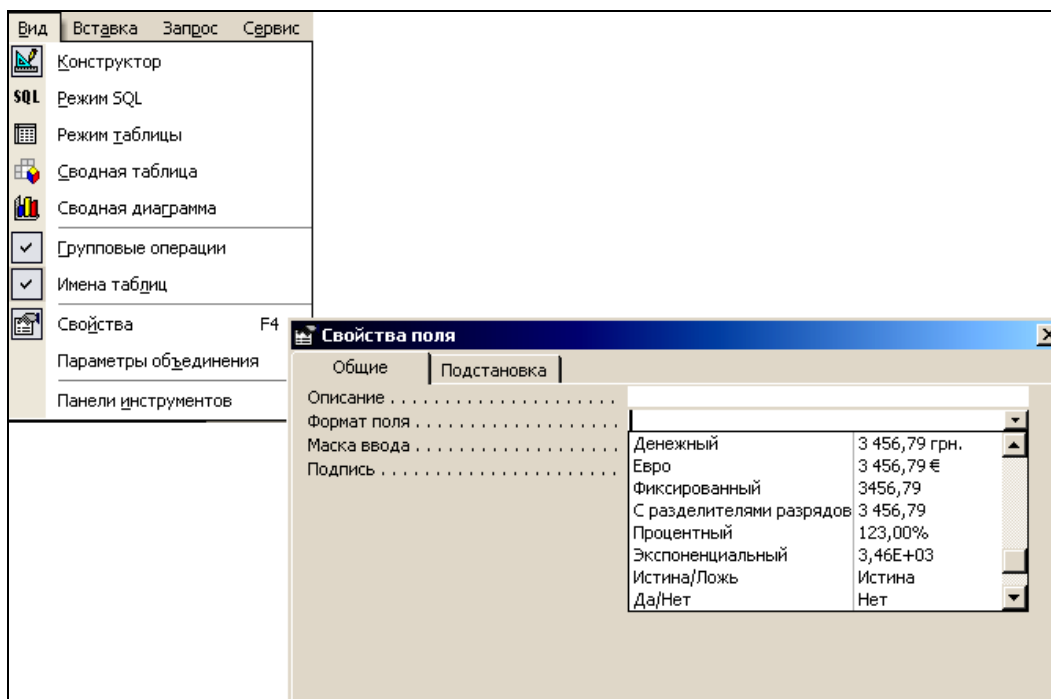 Вид Вставка Запрос Сервис
Конструктор
SQL Режим SQL
Режим таблицы
Сводная таблица
Сводная диаграмма
Групповые операции
Имена таблиц
Свойства F4
Параметры объединения
Панели инструментов
Свойства поля
Общие Подстановка
Описание . . . . . . . . . . . . . . . . . . . . .
Формат поля . . . . . . . . . . . . . . . . . . .
Маска ввода . . . . . . . . . . . . . . . . . . .
Подпись . . . . . . . . . . . . . . . . . . . . . .
Денежный 3 456,79 грн.
Евро 3 456,79 €
Фиксированный 3456,79
С разделителями разрядов 3 456,79
Процентный 123,00%
Экспоненциальный 3,46E+03
Истина/Ложь Истина
Да/Нет Нет